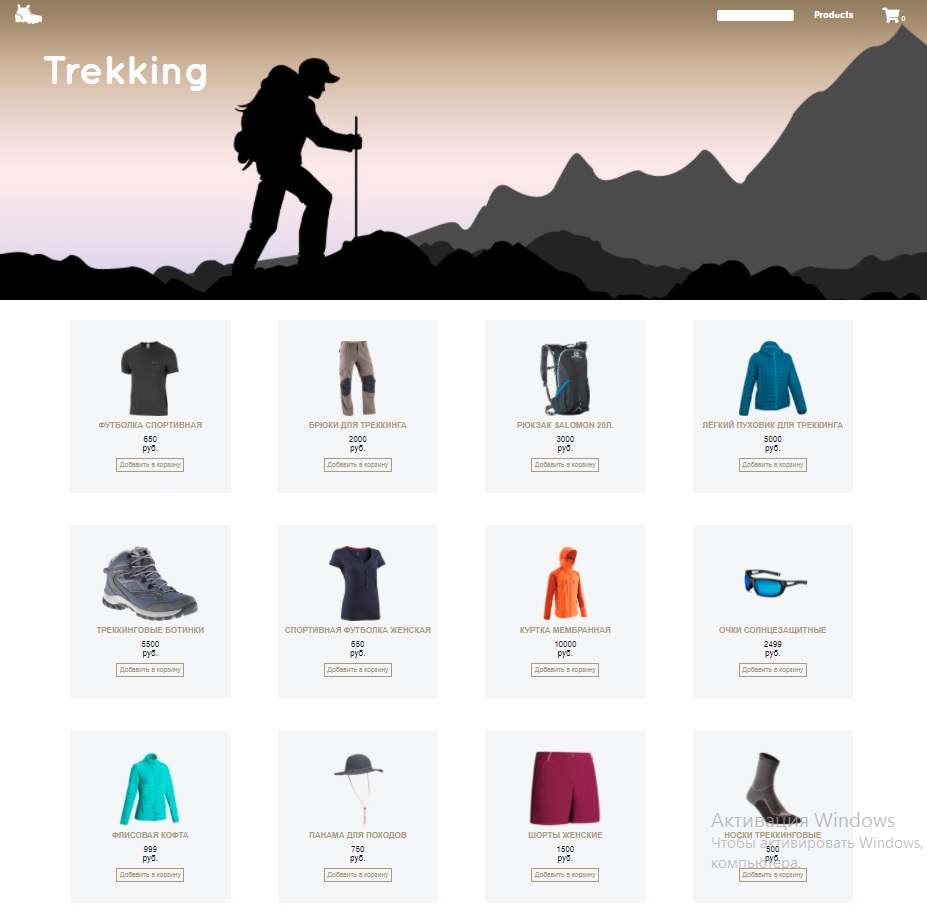 Products
0
Trekking
ФУТБОЛКА СПОРТИВНАЯ
650
руб.
Добавить в корзину
БРЮКИ ДЛЯ ТРЕККИНГА
2000
руб.
Добавить в корзину
РЮКЗАК SALOMON 20Л.
3000
руб.
Добавить в корзину
ЛЁГКИЙ ПУХОВИК ДЛЯ ТРЕККИНГА
5000
руб.
Добавить в корзину
ТРЕККИНГОВЫЕ БОТИНКИ
5500
руб.
Добавить в корзину
СПОРТИВНАЯ ФУТБОЛКА ЖЕНСКАЯ
650
руб.
Добавить в корзину
КУРТКА МЕМБРАННАЯ
10000
руб.
Добавить в корзину
ОЧКИ СОЛНЦЕЗАЩИТНЫЕ
2499
руб.
Добавить в корзину
ФЛИСОВАЯ КОФТА
999
руб.
Добавить в корзину
ПАНАМА ДЛЯ ПОХОДОВ
750
руб.
Добавить в корзину
ШОРТЫ ЖЕНСКИЕ
1500
руб.
Добавить в корзину
НОСКИ ТРЕККИНГОВЫЕ
500
руб.
Добавить в корзину
Активация Windows
Чтобы активировать Windows,
компьютера.